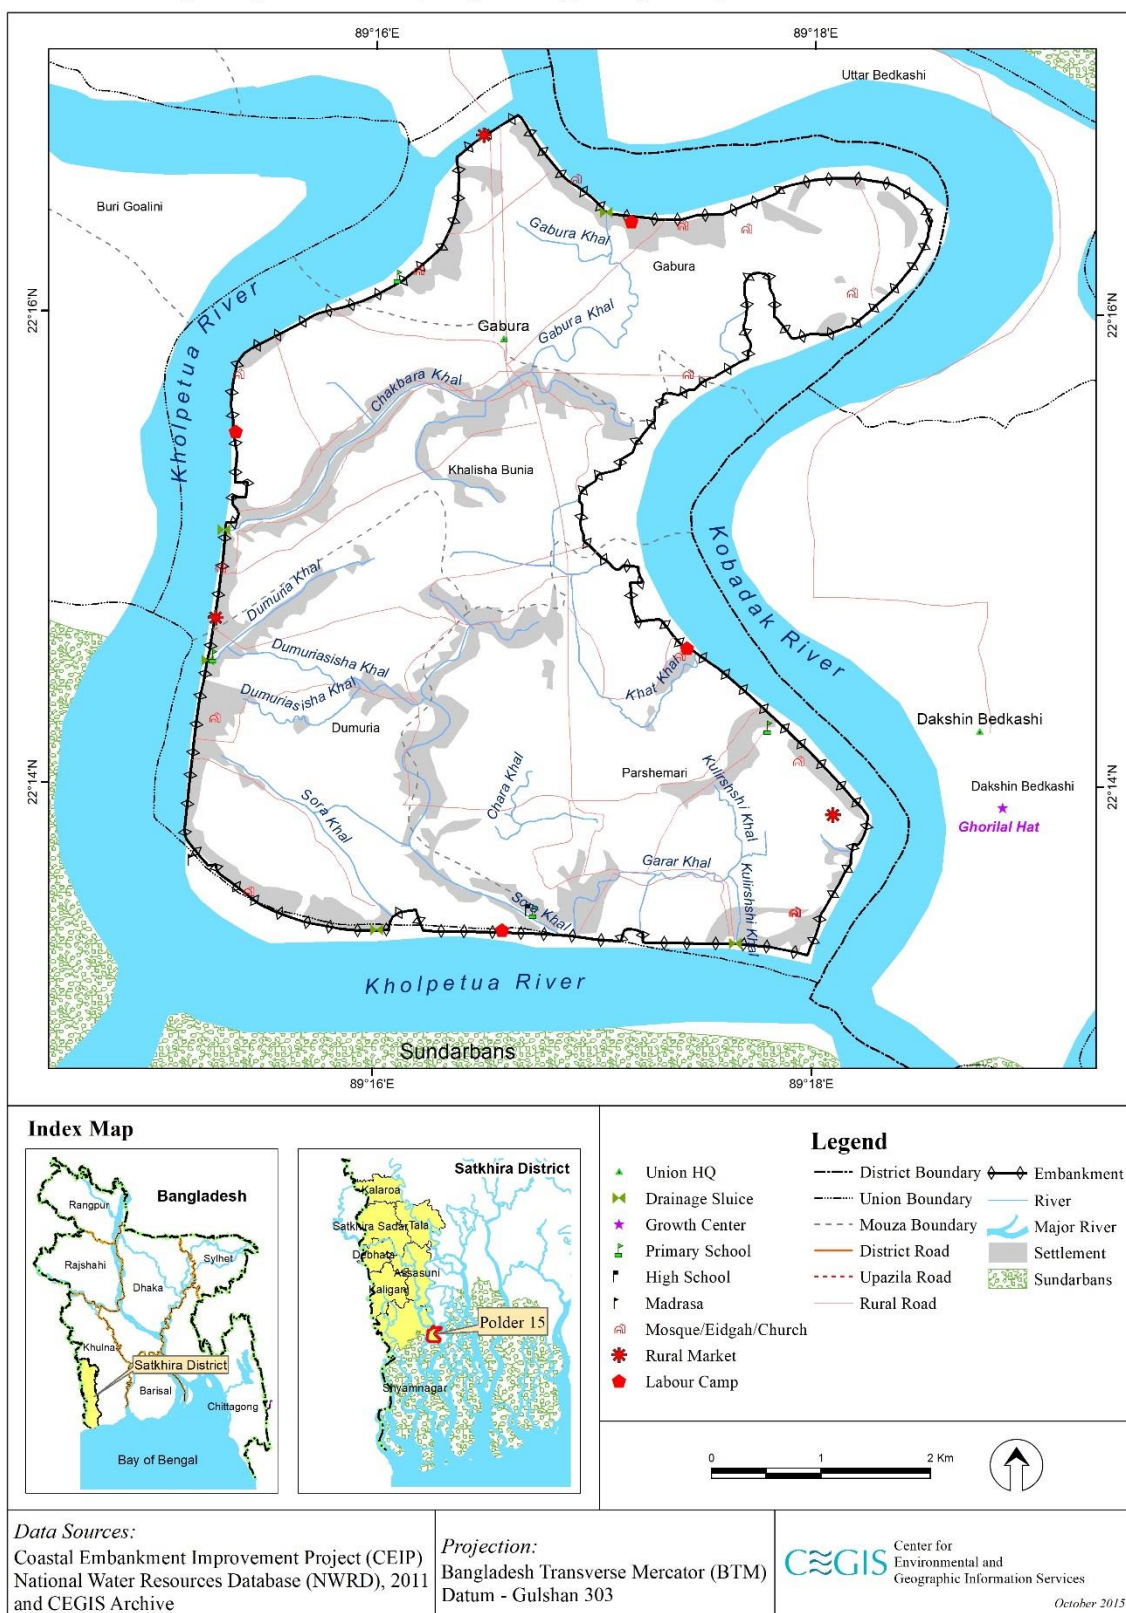 89°16'E
89°18'E
Uttar Bedkashi
Buri Goalini
Gabura Khal
Gabura
22°16'N
22°16'N
Kholpetua River
Gabura
Gabura Khal
Chakbara Khal
Khalisha Bunia
Kobadak River
Dumuria Khal
Dumuriasisha Khal
Dumuriasisha Khal
Khat Khal
Dumuria
Dakshin Bedkashi
22°14'N
22°14'N
Parshemari
Kulirshshi Khal
Chara Khal
Sora Khal
Dakshin Bedkashi
Ghorilal Hat
Garar Khal
Sora Khal
Kulirshshi Khal
Kholpetua River
Sundarbans
89°16'E
89°18'E
Index Map
Bangladesh
Rangpur
Rajshahi
Sylhet
Dhaka
Khulna
Satkhira District
Barisal
Chittagong
Bay of Bengal
Satkhira District
Kalaroa
Satkhira Sadar
Tala
Debhata
Assasuni
Kaliganj
Polder 15
Shyamnagar
Legend
Union HQ
Drainage Sluice
Growth Center
Primary School
High School
Madrasa
Mosque/Eidgah/Church
Rural Market
Labour Camp
District Boundary
Union Boundary
Mouza Boundary
District Road
Upazila Road
Rural Road
Embankment
River
Major River
Settlement
Sundarbans
0 1 2 Km
Data Sources:
Coastal Embankment Improvement Project (CEIP)
National Water Resources Database (NWRD), 2011
and CEGIS Archive
Projection:
Bangladesh Transverse Mercator (BTM)
Datum - Gulshan 303
CEGIS
Center for
Environmental and
Geographic Information Services
October 2015